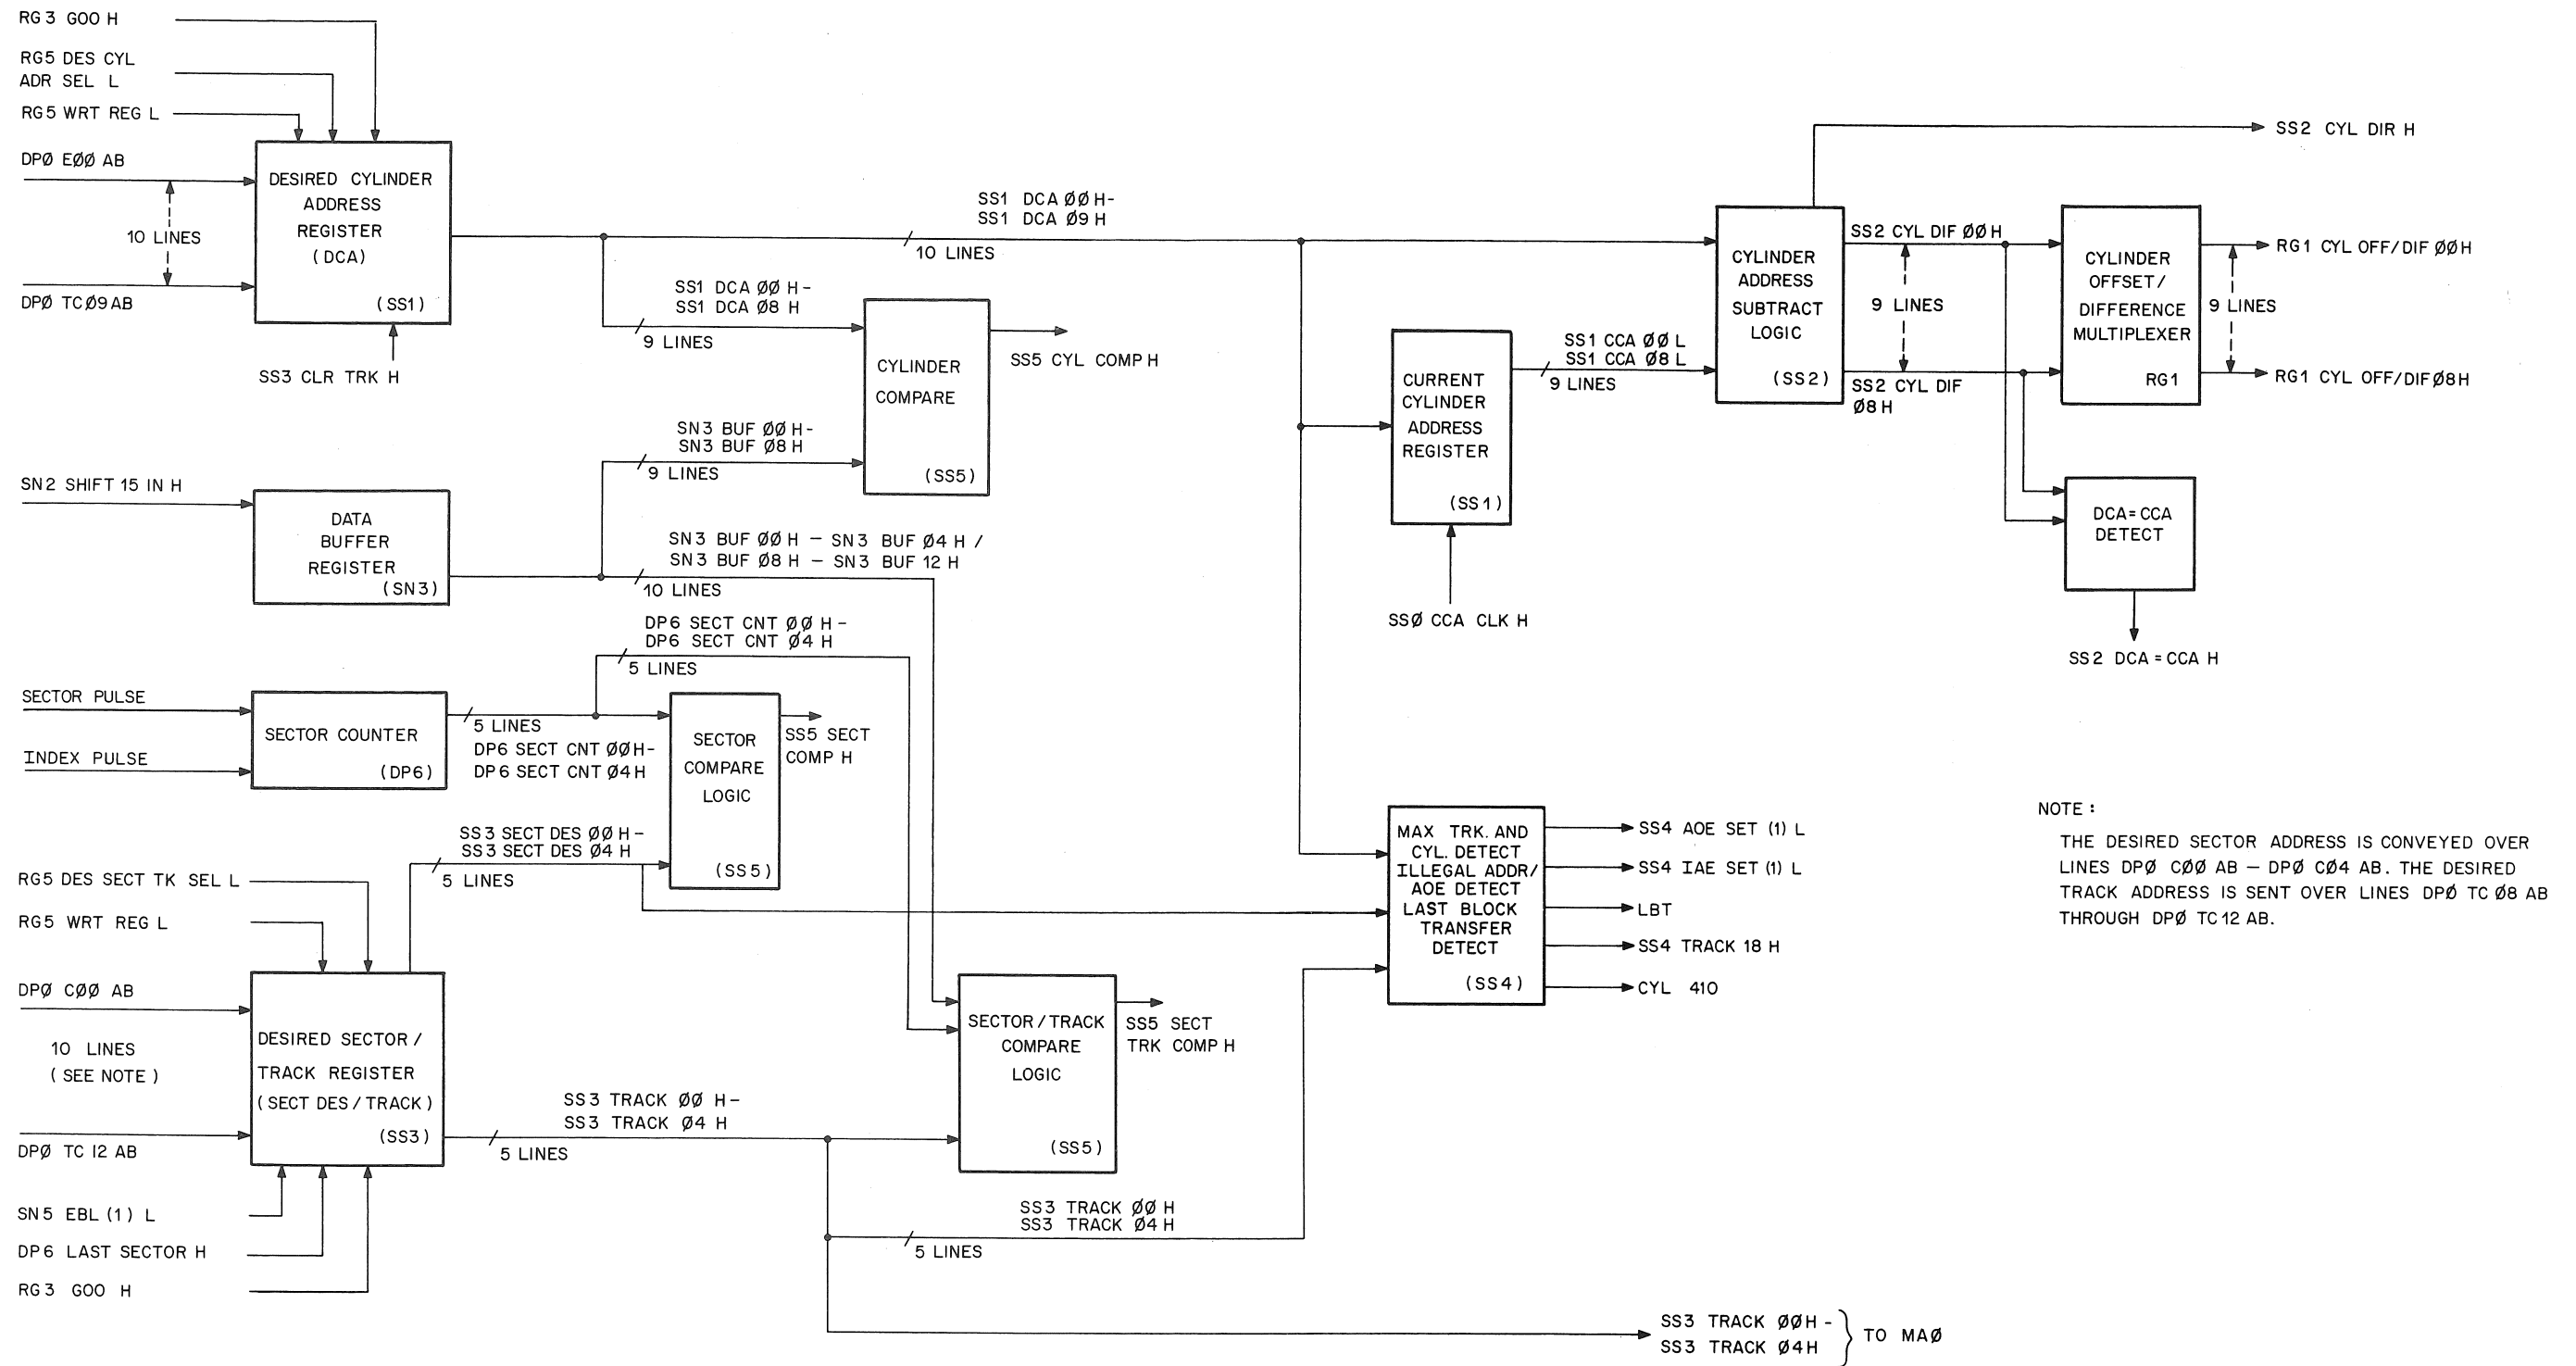 RG3 GOO H
RG5 DES CYL
ADR SEL L
RG5 WRT REG L
DPØ EØØ AB
10 LINES
DPØ TCØ9AB
DESIRED CYLINDER
ADDRESS
REGISTER
(DCA)
(SS1)
SS3 CLR TRK H
SS1 DCA ØØ H-
SS1 DCA Ø9 H
10 LINES
SS1 DCA ØØ H-
SS1 DCA Ø8 H
9 LINES
CYLINDER
COMPARE
(SS5)
SS5 CYL COMP H
SN3 BUF ØØ H-
SN3 BUF Ø8 H
9 LINES
SN2 SHIFT 15 IN H
DATA
BUFFER
REGISTER
(SN3)
SN3 BUF ØØ H – SN3 BUF Ø4 H /
SN3 BUF Ø8 H – SN3 BUF 12 H
10 LINES
DP6 SECT CNT ØØ H-
DP6 SECT CNT Ø4 H
5 LINES
SECTOR PULSE
INDEX PULSE
SECTOR COUNTER
(DP6)
5 LINES
DP6 SECT CNT ØØH-
DP6 SECT CNT Ø4H
SECTOR
COMPARE
LOGIC
(SS5)
SS5 SECT
COMP H
SS3 SECT DES ØØ H-
SS3 SECT DES Ø4 H
5 LINES
RG5 DES SECT TK SEL L
RG5 WRT REG L
DPØ CØØ AB
10 LINES
(SEE NOTE)
DPØ TC 12 AB
DESIRED SECTOR/
TRACK REGISTER
(SECT DES/TRACK)
(SS3)
SN5 EBL (1) L
DP6 LAST SECTOR H
RG3 GOO H
SS3 TRACK ØØ H-
SS3 TRACK Ø4 H
5 LINES
SECTOR/TRACK
COMPARE
LOGIC
(SS5)
SS5 SECT
TRK COMP H
SS3 TRACK ØØ H
SS3 TRACK Ø4 H
5 LINES
SS3 TRACK ØØH-
SS3 TRACK Ø4H
TO MAØ
CURRENT
CYLINDER
ADDRESS
REGISTER
(SS1)
SSØ CCA CLK H
SS1 CCA ØØ L
SS1 CCA Ø8 L
9 LINES
CYLINDER
ADDRESS
SUBTRACT
LOGIC
(SS2)
SS2 CYL DIR H
SS2 CYL DIF ØØH
9 LINES
SS2 CYL DIF
Ø8H
CYLINDER
OFFSET/
DIFFERENCE
MULTIPLEXER
RG1
RG1 CYL OFF/DIF ØØH
9 LINES
RG1 CYL OFF/DIFØ8H
DCA=CCA
DETECT
SS2 DCA=CCA H
MAX TRK. AND
CYL. DETECT
ILLEGAL ADDR/
AOE DETECT
LAST BLOCK
TRANSFER
DETECT
(SS4)
SS4 AOE SET (1) L
SS4 IAE SET (1) L
LBT
SS4 TRACK 18 H
CYL 410
NOTE:
THE DESIRED SECTOR ADDRESS IS CONVEYED OVER
LINES DPØ CØØ AB – DPØ CØ4 AB. THE DESIRED
TRACK ADDRESS IS SENT OVER LINES DPØ TC Ø8 AB
THROUGH DPØ TC 12 AB.